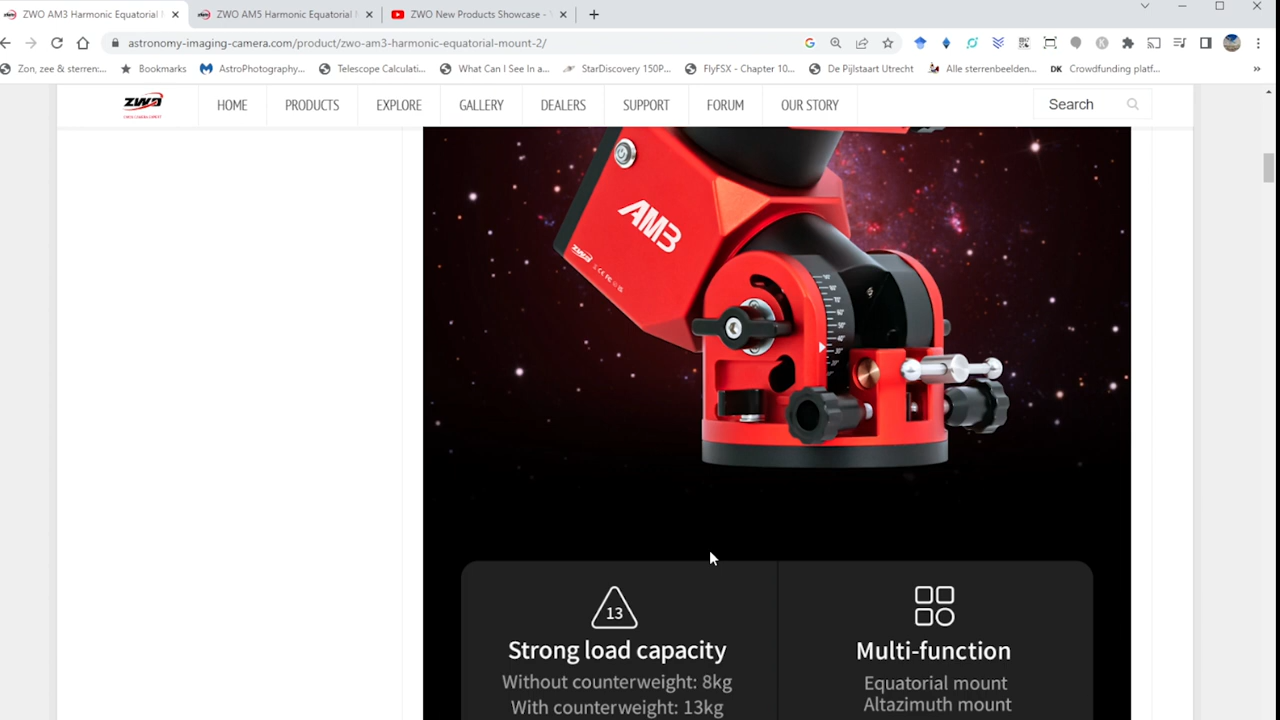 ZWO AM3 Harmonic Equatorial M
ZWO AM5 Harmonic Equatorial M
ZWO New Products Showcase - Y
astronomy-imaging-camera.com/product/zwo-am3-harmonic-equatorial-mount-2/
Zon, zee & sterren:...
Bookmarks
AstroPhotography...
Telescope Calculati...
What Can I See In a...
StarDiscovery 150P...
FlyFSX - Chapter 10...
De Pijlstaart Utrecht
Alle sterrenbeelden...
DK Crowdfunding platf...
»
ZWO
HOME
PRODUCTS
EXPLORE
GALLERY
DEALERS
SUPPORT
FORUM
OUR STORY
Search
AM3
ZWO
13
Strong load capacity
Without counterweight: 8kg
With counterweight: 13kg
Multi-function
Equatorial mount
Altazimuth mount